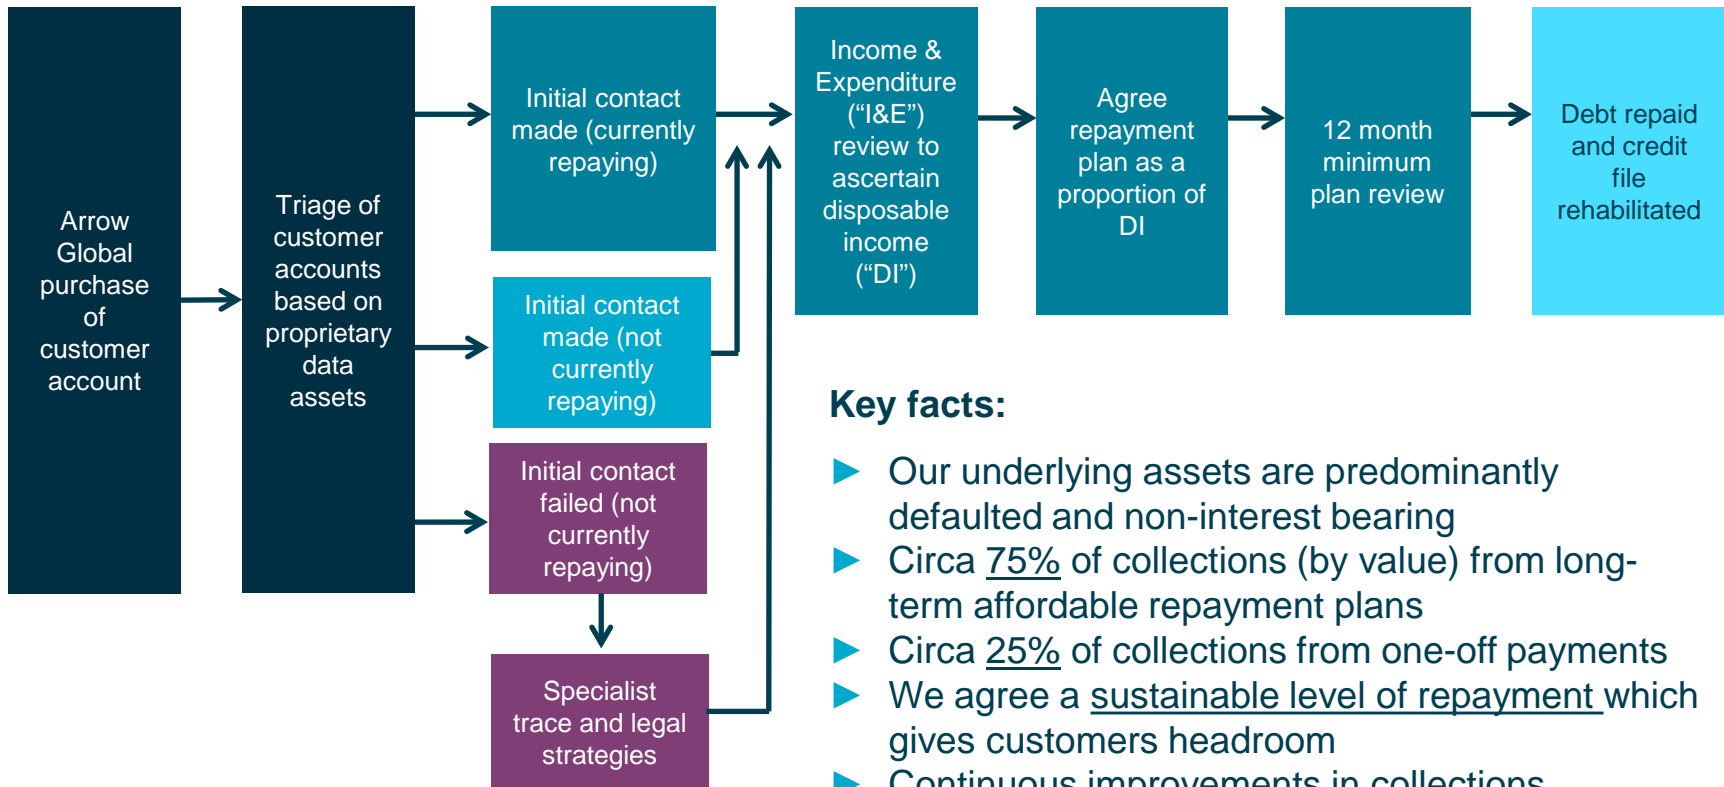 Arrow
Global
purchase
of
customer
account
Triage of
customer
accounts
based on
proprietary
data
assets
Initial contact
made (currently
repaying)
Initial contact
made (not
currently
repaying)
Initial contact
failed (not
currently
repaying)
Specialist
trace and legal
strategies
Income &
Expenditure
(“I&E”)
review to
ascertain
disposable
income
(“DI”)
Agree
repayment
plan as a
proportion of
DI
12 month
minimum
plan review
Debt repaid
and credit
file
rehabilitated
Key facts:
► Our underlying assets are predominantly
defaulted and non-interest bearing
► Circa 75% of collections (by value) from long-
term affordable repayment plans
► Circa 25% of collections from one-off payments
► We agree a sustainable level of repayment which
gives customers headroom
► Continuous improvements in collections